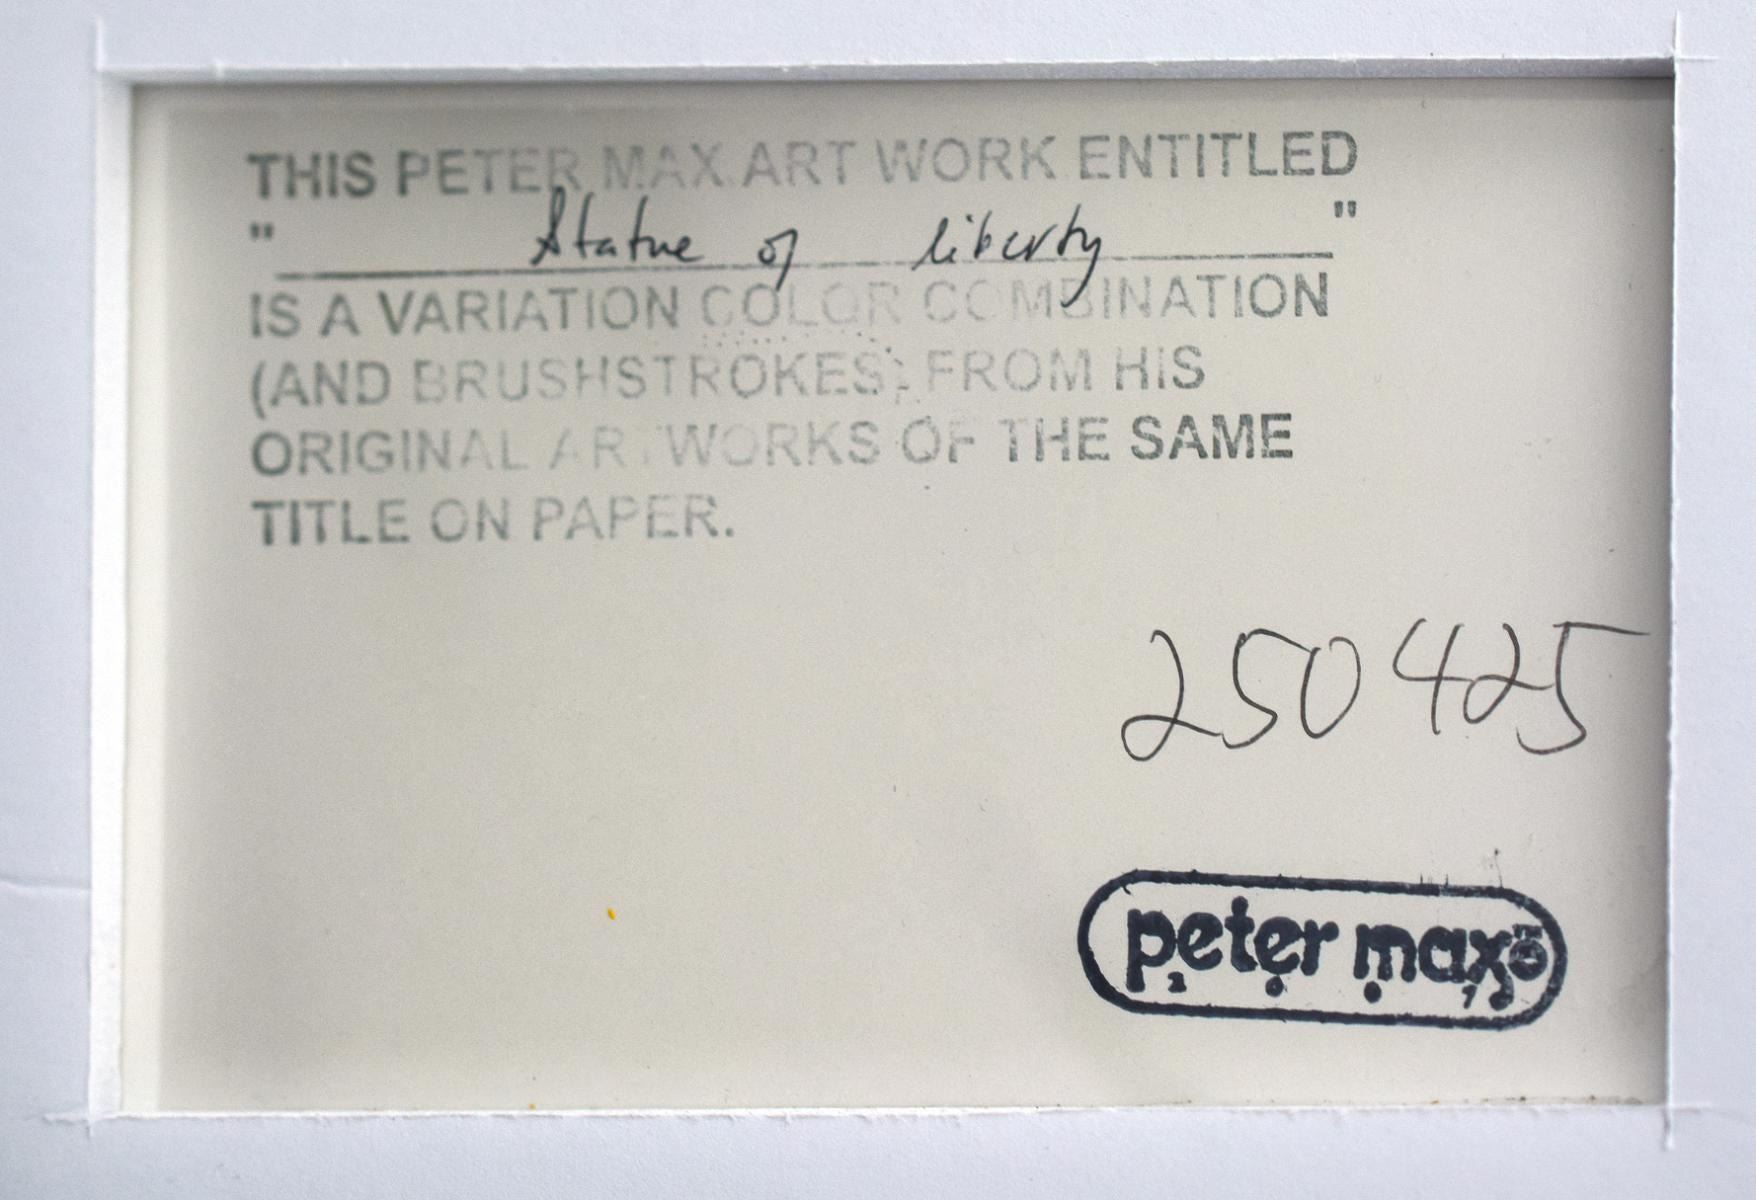 THIS PETER MAX ART WORK ENTITLED
" Statue of liberty "
IS A VARIATION COLOR COMBINATION
(AND BRUSHSTROKES) FROM HIS
ORIGINAL ARTWORKS OF THE SAME
TITLE ON PAPER.
250425
peter max